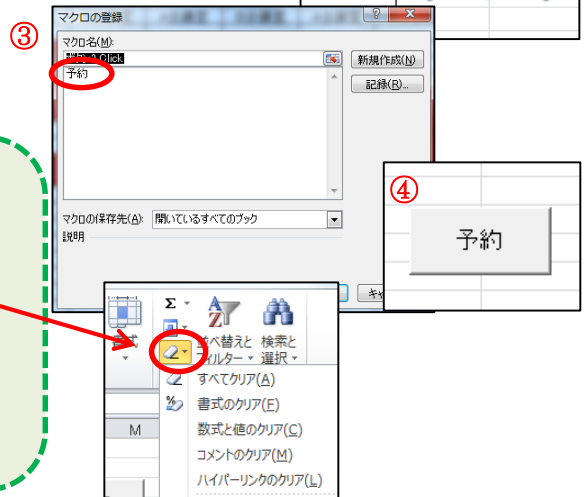 ③
マクロの登録
マクロ名(M):
新規作成(N)
予約
記録(R)...
マクロの保存先(A): 開いているすべてのブック
説明
④
予約
Σ
書式
並べ替えと 検索と
フィルター 選択
すべてクリア(A)
書式のクリア(F)
数式と値のクリア(C)
コメントのクリア(M)
ハイパーリンクのクリア(L)
M